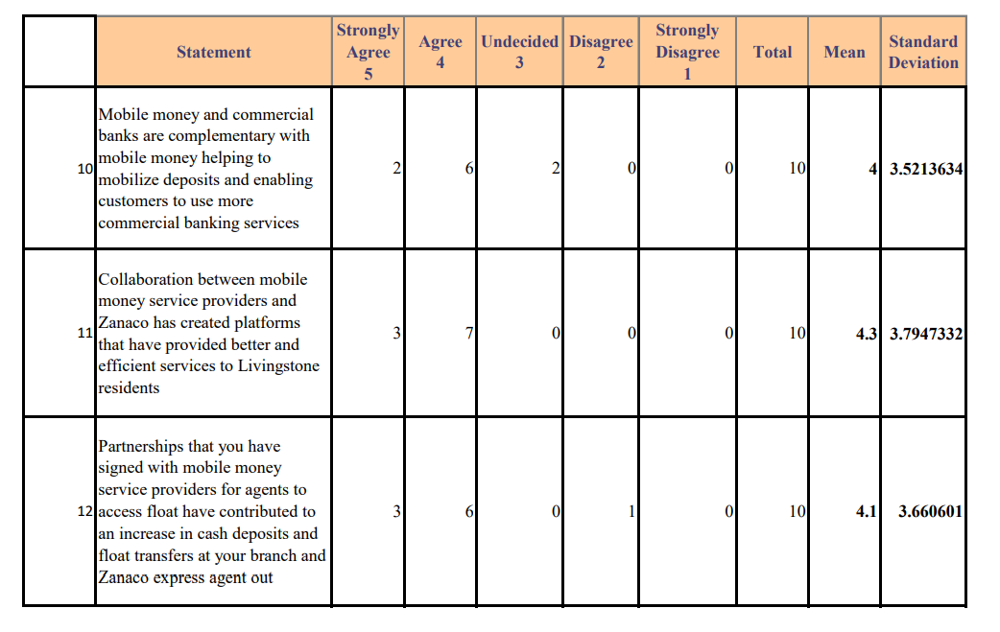 Statement
Strongly
Agree
5
Agree
4
Undecided
3
Disagree
2
Strongly
Disagree
1
Total
Mean
Standard
Deviation
10
Mobile money and commercial
banks are complementary with
mobile money helping to
mobilize deposits and enabling
customers to use more
commercial banking services
2
6
2
0
0
10
4
3.5213634
11
Collaboration between mobile
money service providers and
Zanaco has created platforms
that have provided better and
efficient services to Livingstone
residents
3
7
0
0
0
10
4.3
3.7947332
12
Partnerships that you have
signed with mobile money
service providers for agents to
access float have contributed to
an increase in cash deposits and
float transfers at your branch and
Zanaco express agent out
3
6
0
1
0
10
4.1
3.660601